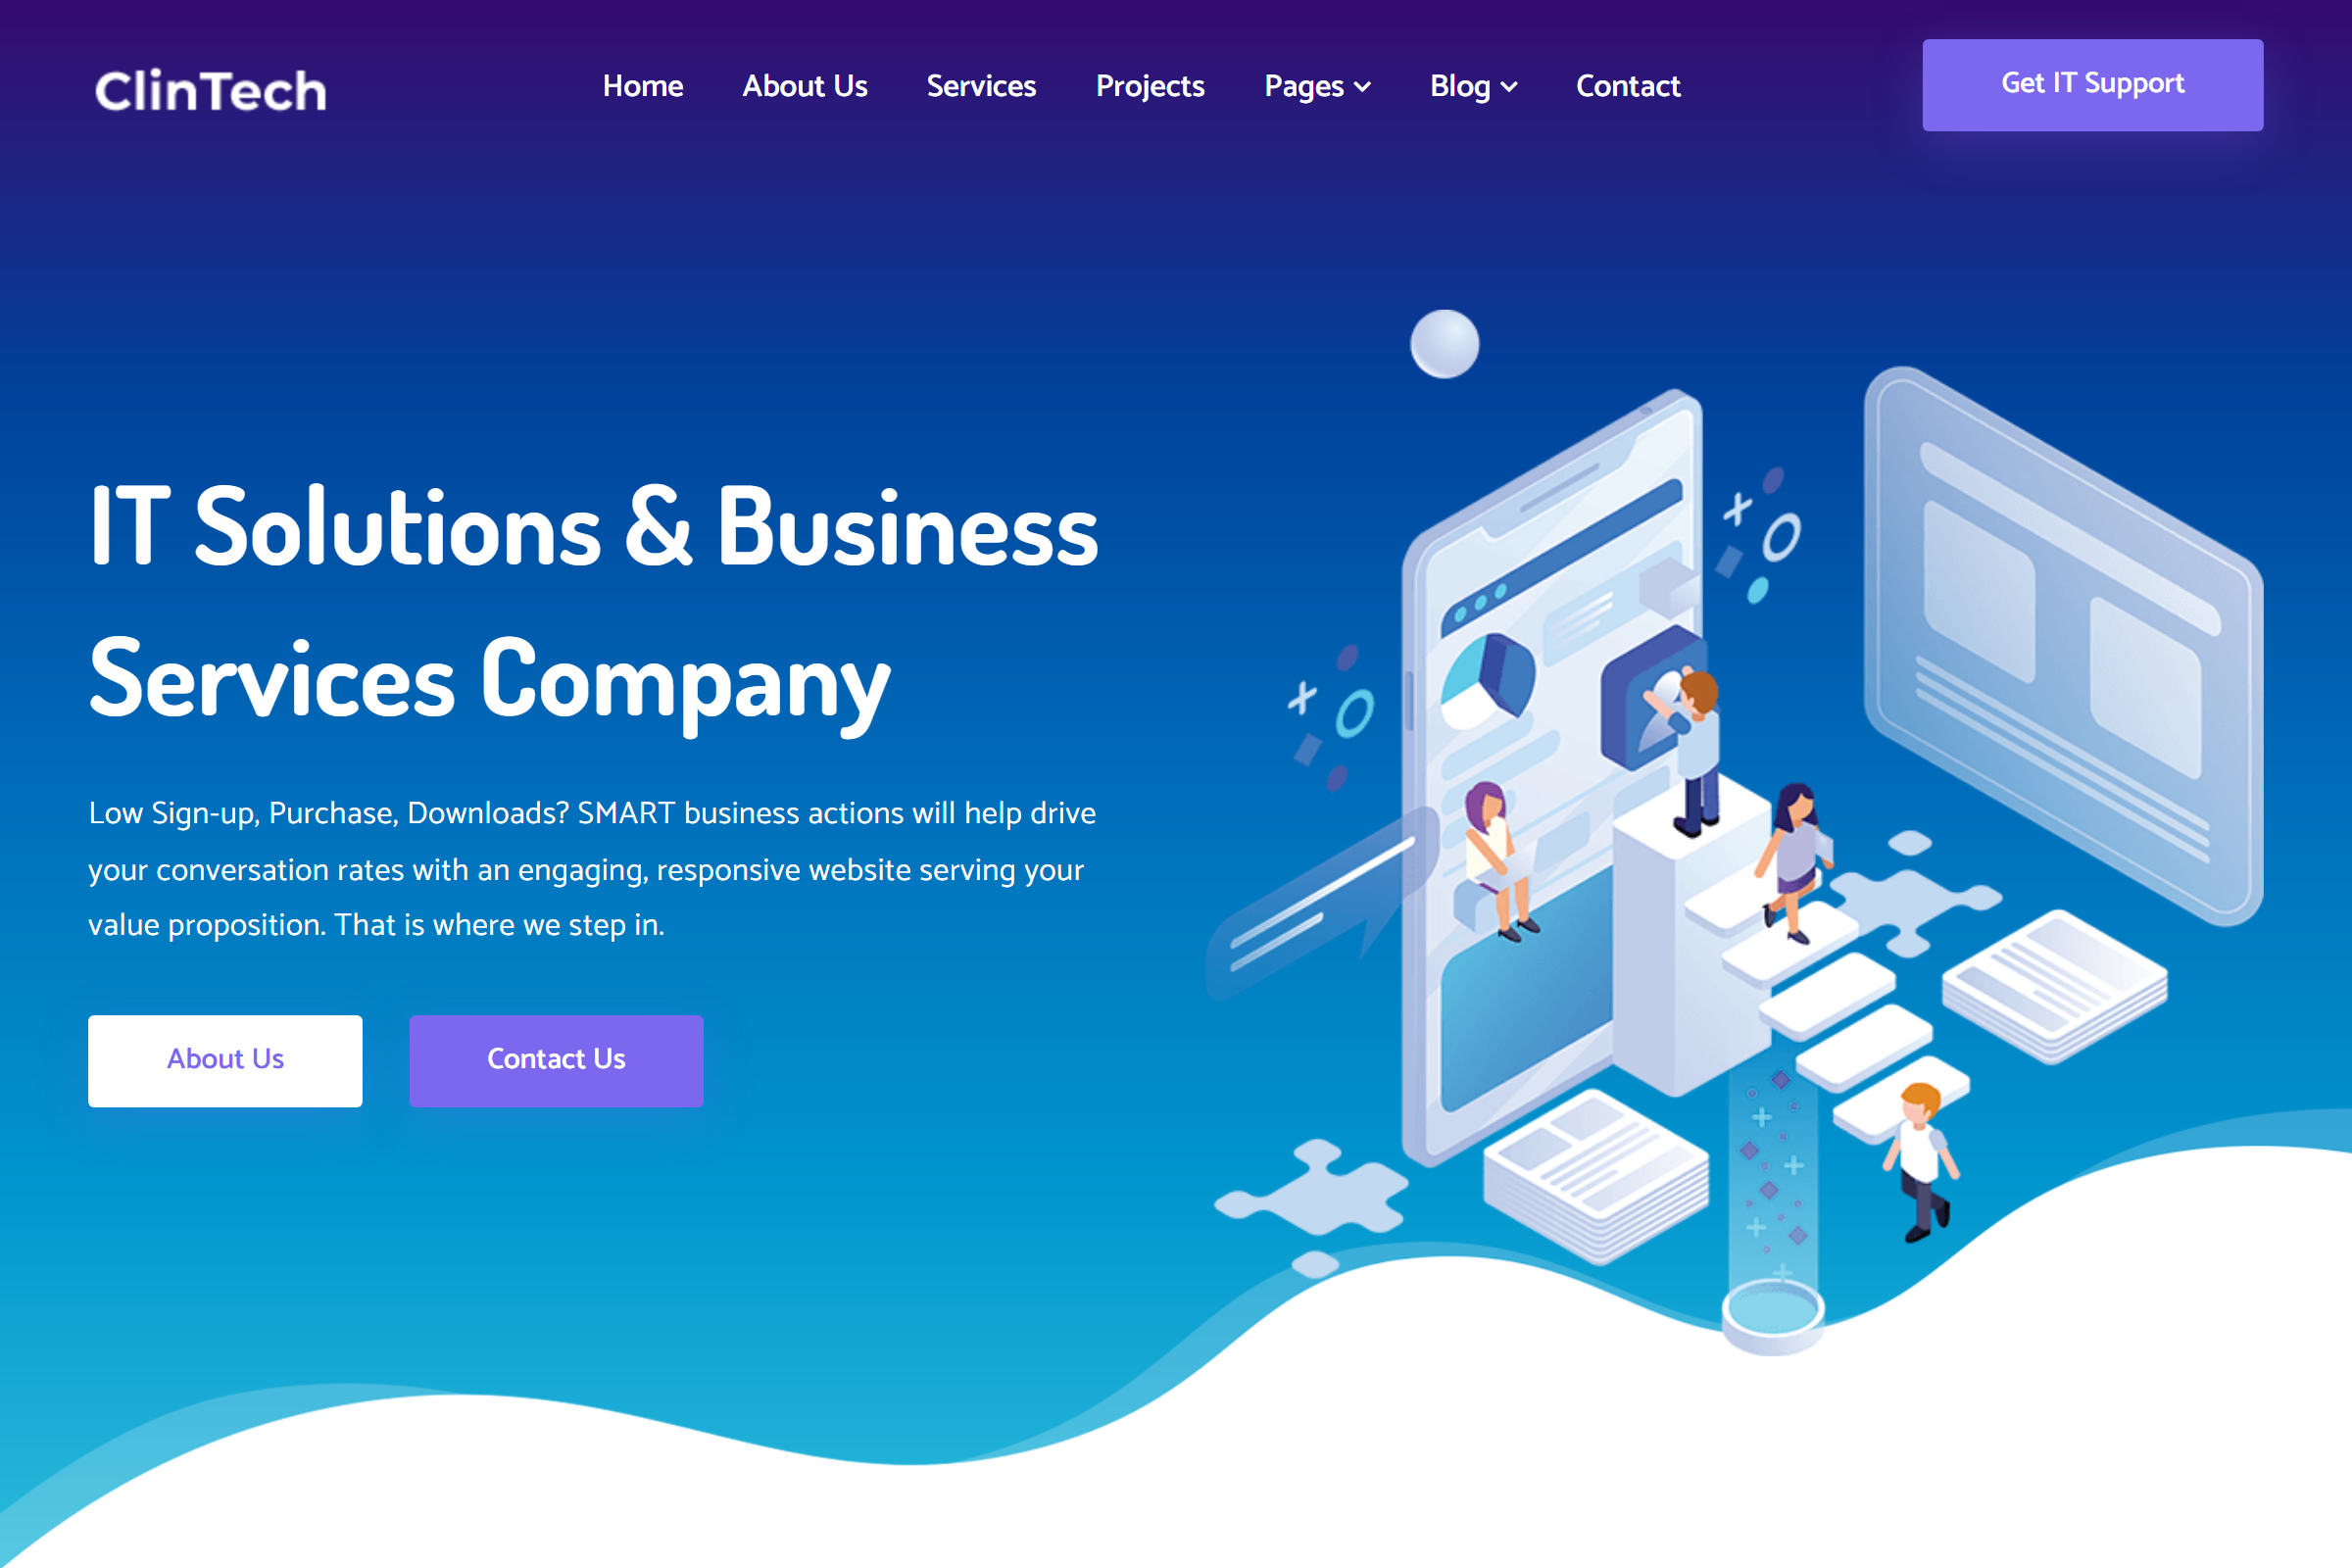 ClinTech
Home About Us Services Projects Pages Blog Contact
Get IT Support
IT Solutions & Business
Services Company
Low Sign-up, Purchase, Downloads? SMART business actions will help drive
your conversation rates with an engaging, responsive website serving your
value proposition. That is where we step in.
About Us Contact Us